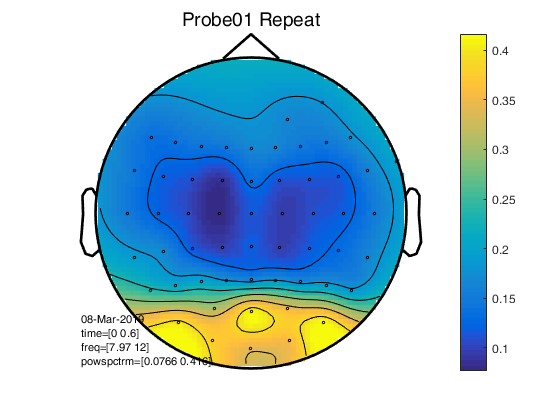 Probe01 Repeat
0.4
0.35
0.3
0.25
0.2
0.15
0.1
08-Mar-2019
time=[0 0.6]
freq=[7.97 12]
powspctrm=[0.0766 0.416]